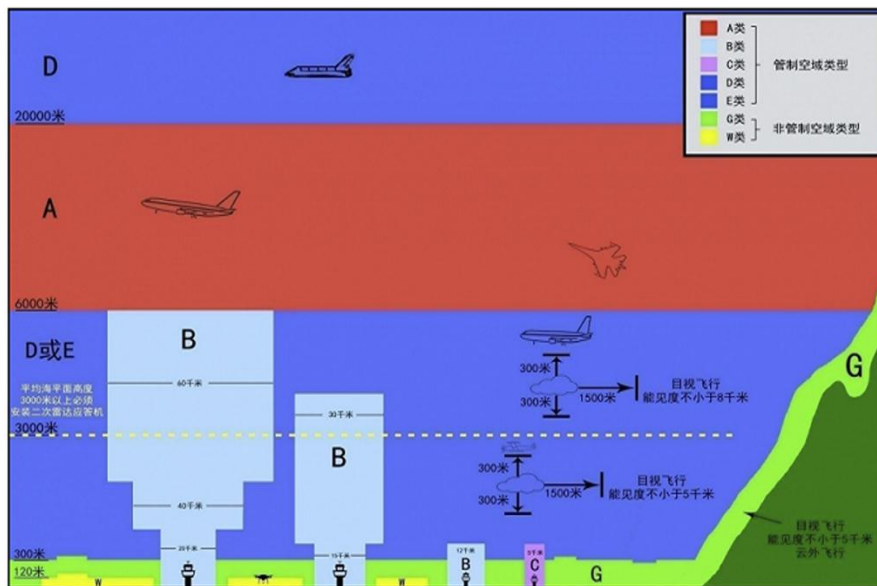 D
A类
B类
C类
D类
E类
G类
W类
管制空域类型
非管制空域类型
20000米
A
6000米
D或E
平均海平面高度
3000米以上必须
安装二次雷达应答机
3000米
B
60千米
40千米
20千米
30千米
B
15千米
300米
300米
1500米
目视飞行
能见度不小于8千米
300米
300米
1500米
目视飞行
能见度不小于5千米
G
目视飞行
能见度不小于5千米
云外飞行
300米
120米
W
W
12千米
B
5千米
C
G